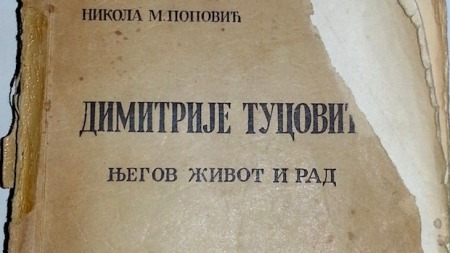 НИКОЛА М. ПОПОВИЋ
ДИМИТРИЈЕ ТУЦОВИЋ
ЊЕГОВ ЖИВОТ И РАД